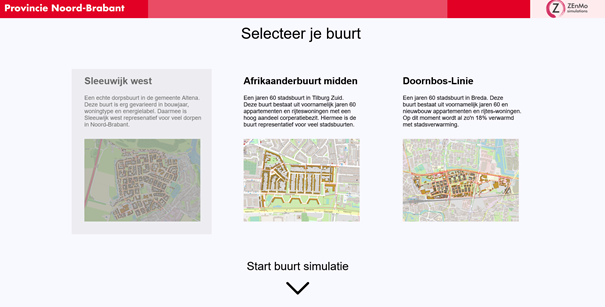 Provincie Noord-Brabant
ZEnMo
simulations
Selecteer je buurt
Sleeuwijk west
Een echte dorpsbuurt in de gemeente Altena.
Deze buurt is erg gevarieerd in bouwjaar,
woningtype en energielabel. Daarmee is
Sleeuwijk west representatief voor veel dorpen
in Noord-Brabant.
Afrikaanderbuurt midden
Een jaren 60 stadsbuurt in Tilburg Zuid.
Deze buurt bestaat uit voornamelijk jaren 60
appartementen en rijteswoningen met een
hoog aandeel corperatiebezit. Hiermee is de
buurt representatief voor veel stadsbuurten.
Doornbos-Linie
Een jaren 60 stadsbuurt in Breda. Deze
buurt bestaat uit voornamelijk jaren 60 en
nieuwbouw appartementen en rijtes-woningen.
Op dit moment wordt al zo'n 18% verwarmd
met stadsverwarming.
Start buurt simulatie